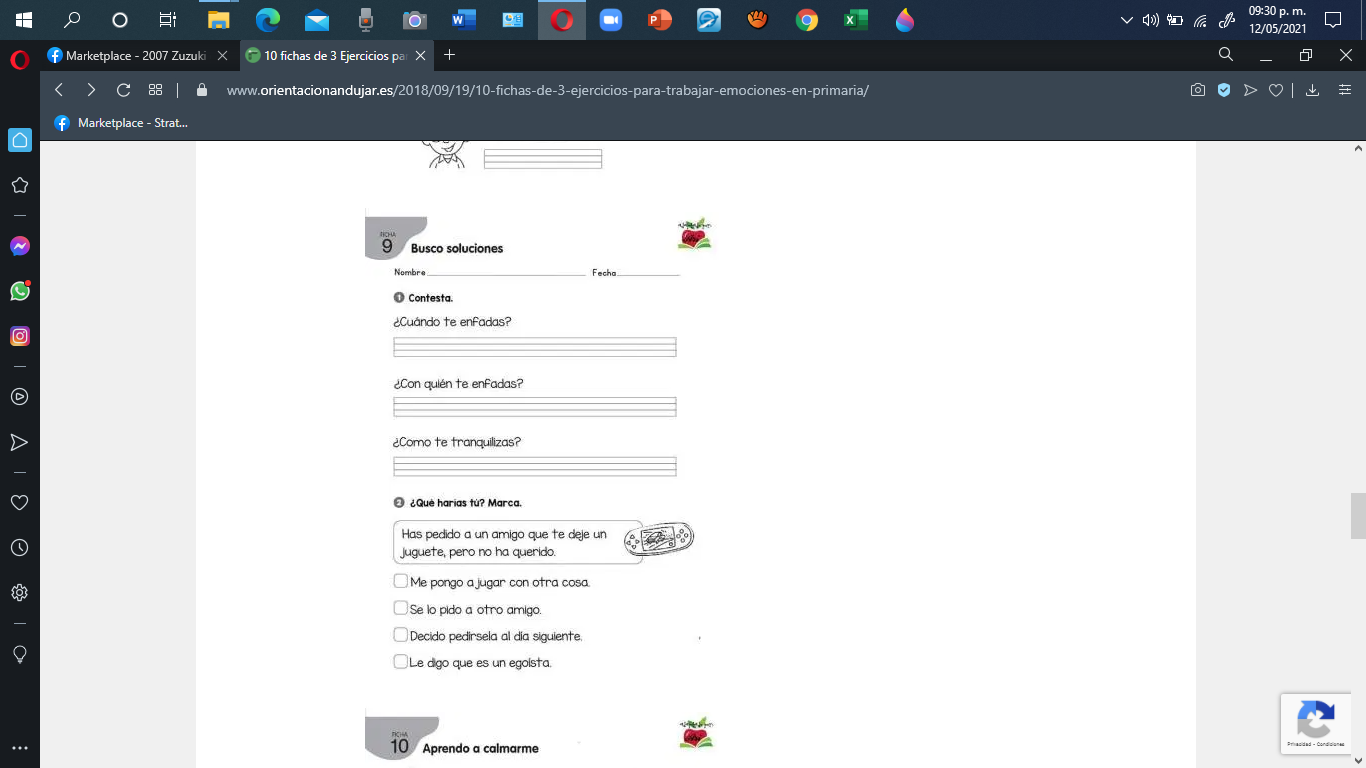 09:30 p. m.
12/05/2021
Marketplace - 2007 Zuzuki
10 fichas de 3 Ejercicios pa
www.orientacionandujar.es/2018/09/19/10-fichas-de-3-ejercicios-para-trabajar-emociones-en-primaria/
Marketplace - Strat...
FICHA
9
Busco soluciones
Nombre
Fecha
1 Contesta.
¿Cuándo te enfadas?
¿Con quién te enfadas?
¿Como te tranquilizas?
2 ¿Qué harías tú? Marca.
Has pedido a un amigo que te deje un
juguete, pero no ha querido.
Me pongo a jugar con otra cosa.
Se lo pido a otro amigo.
Decido pedírsela al día siguiente.
Le digo que es un egoísta.
FICHA
10
Aprendo a calmarme
Privacidad - Condiciones